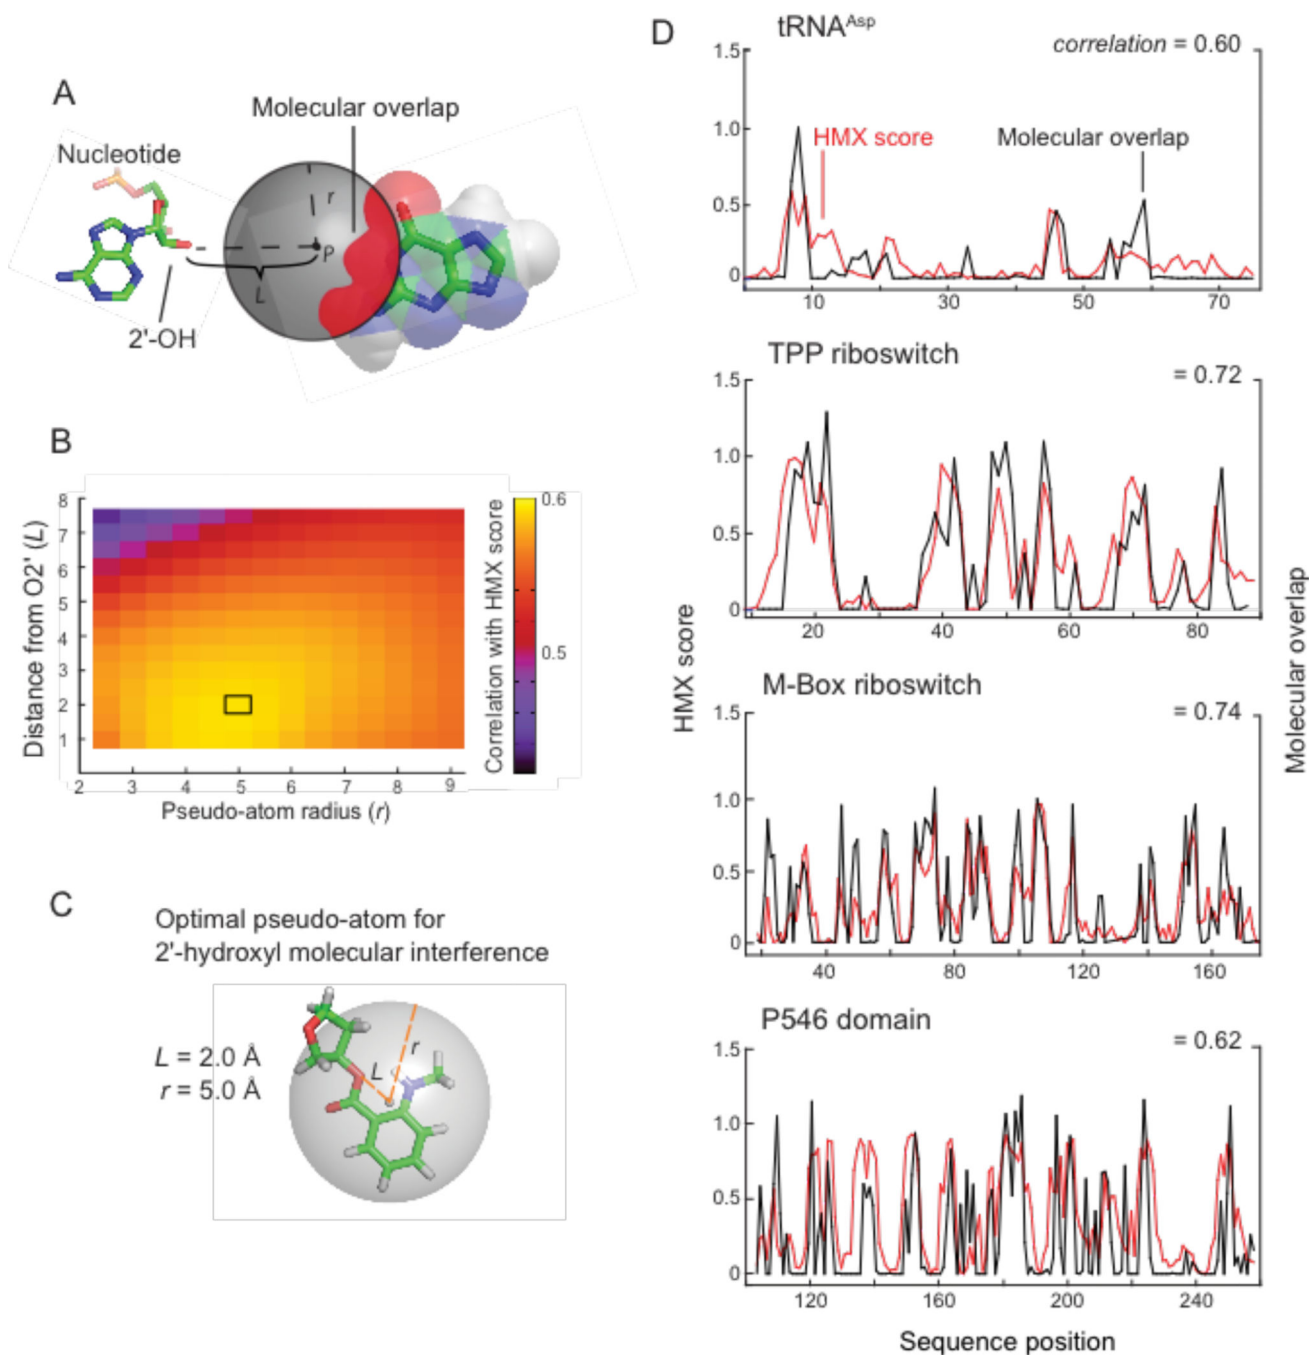 A
Molecular overlap
Nucleotide
r
P
L
2'-OH
B
Distance from O2' (L)
8
7
6
5
4
3
2
1
2 3 4 5 6 7 8 9
Pseudo-atom radius (r)
Correlation with HMX score
0.6
0.5
C
Optimal pseudo-atom for
2'-hydroxyl molecular interference
L = 2.0 Å
r = 5.0 Å
L
r
D
tRNAAsp
correlation = 0.60
1.5
1.0
0.5
0
HMX score
Molecular overlap
10 30 50 70
TPP riboswitch
= 0.72
1.5
1.0
0.5
0
20 40 60 80
M-Box riboswitch
= 0.74
1.5
1.0
0.5
0
40 80 120 160
P546 domain
= 0.62
1.5
1.0
0.5
0
120 160 200 240
HMX score
Molecular overlap
Sequence position